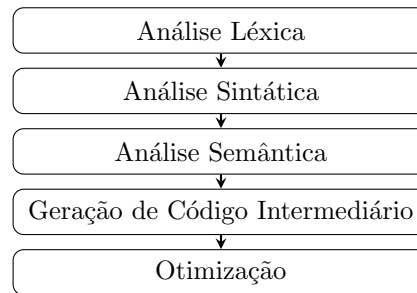 Análise Léxica
Análise Sintática
Análise Semântica
Geração de Código Intermediário
Otimização